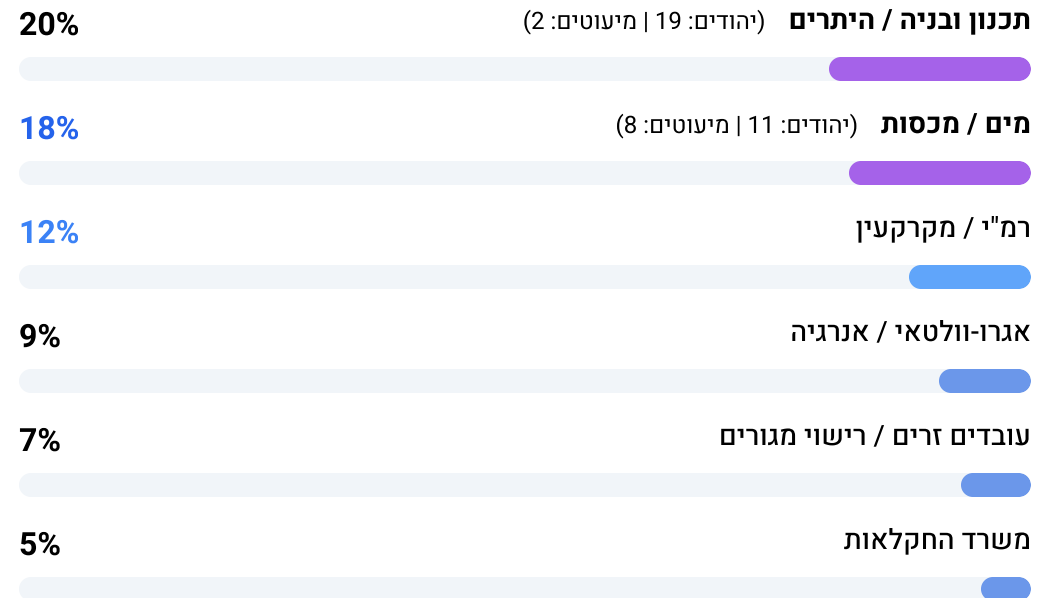 תכנון ובניה / היתרים (יהודים: 19 | מיעוטים: 2) 20%
מים / מכסות (יהודים: 11 | מיעוטים: 8) 18%
רמ"י / מקרקעין 12%
אגרו-וולטאי / אנרגיה 9%
עובדים זרים / רישוי מגורים 7%
משרד החקלאות 5%